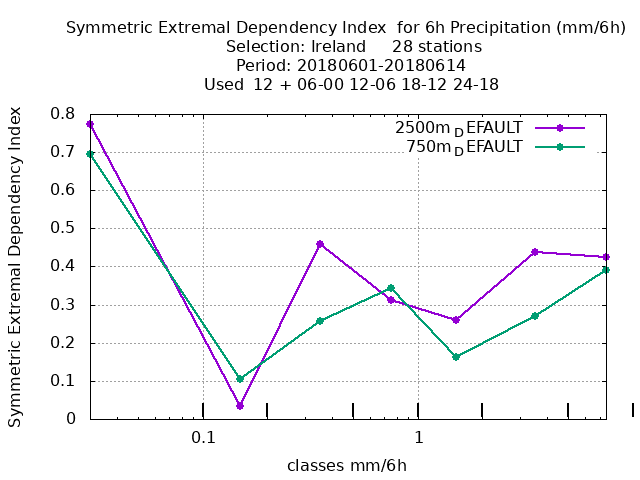 Symmetric Extremal Dependency Index  for 6h Precipitation (mm/6h)
Selection: Ireland     28 stations
Period: 20180601-20180614
Used  12 + 06-00 12-06 18-12 24-18
Symmetric Extremal Dependency Index
0.8
0.7
0.6
0.5
0.4
0.3
0.2
0.1
0
2500mDEFAULT
750mDEFAULT
0.1
1
classes mm/6h